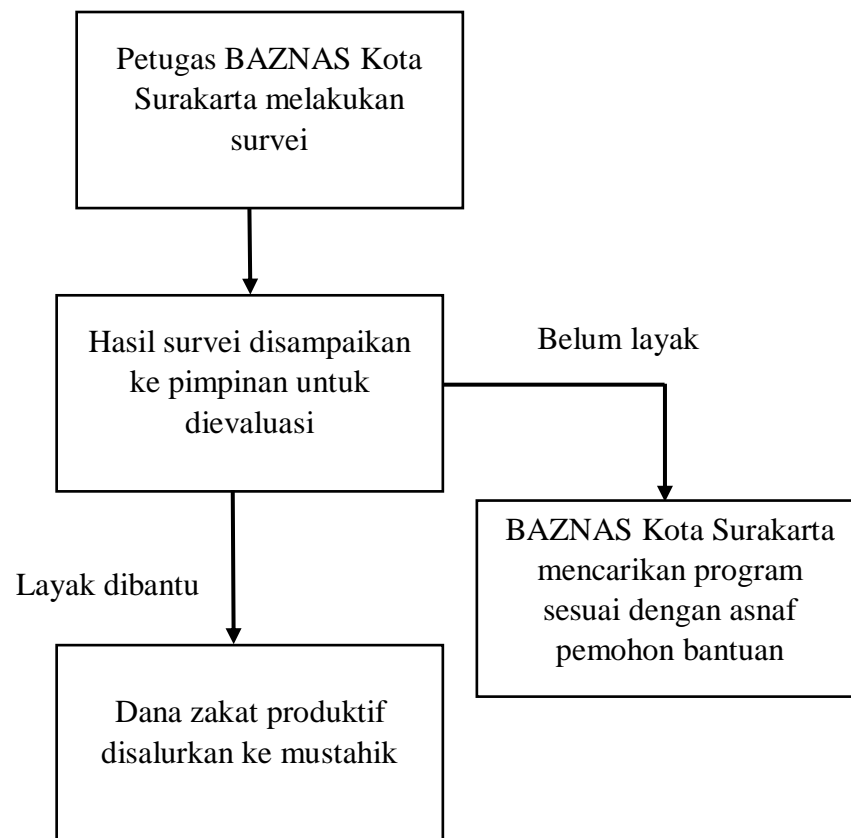 Petugas BAZNAS Kota
Surakarta melakukan
survei
Hasil survei disampaikan
ke pimpinan untuk
dievaluasi
Belum layak
BAZNAS Kota Surakarta
mencarikan program
sesuai dengan asnaf
pemohon bantuan
Layak dibantu
Dana zakat produktif
disalurkan ke mustahik